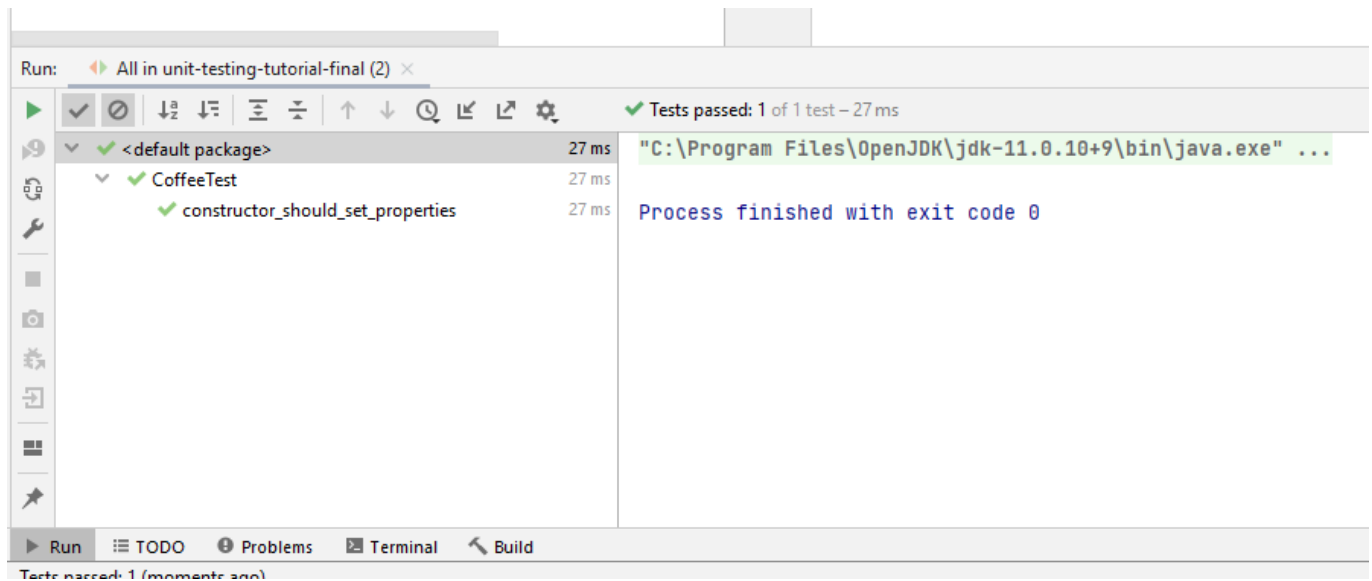 Run: All in unit-testing-tutorial-final (2)
Tests passed: 1 of 1 test – 27 ms
<default package> 27 ms
CoffeeTest 27 ms
constructor_should_set_properties 27 ms
"C:\Program Files\OpenJDK\jdk-11.0.10+9\bin\java.exe" ...
Process finished with exit code 0
Run TODO Problems Terminal Build
Tests passed: 1 (moments ago)